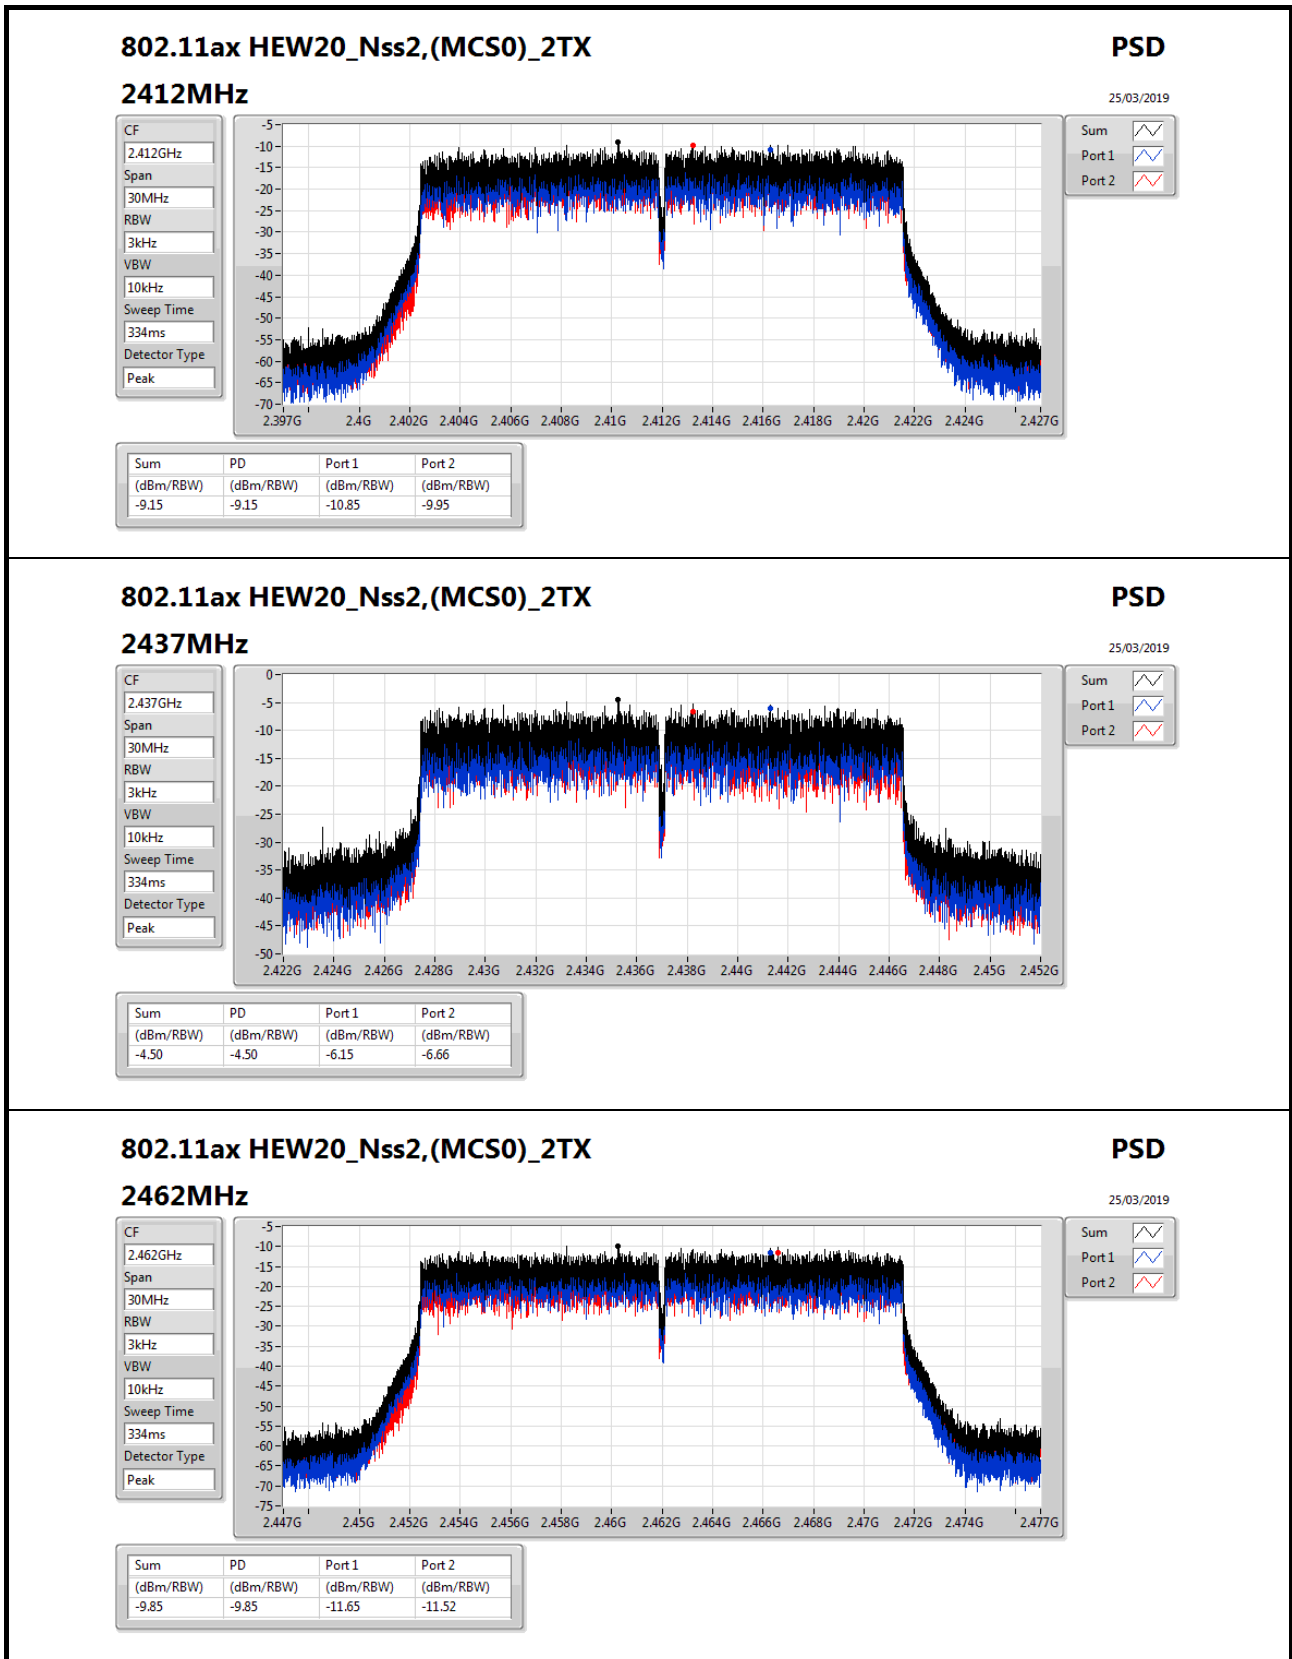 802.11ax HEW20_Nss2,(MCS0)_2TX PSD
2412MHz 25/03/2019
CF
2.412GHz
Span
30MHz
RBW
3kHz
VBW
10kHz
Sweep Time
334ms
Detector Type
Peak
-5
-10
-15
-20
-25
-30
-35
-40
-45
-50
-55
-60
-65
-70
2.397G 2.4G 2.402G 2.404G 2.406G 2.408G 2.41G 2.412G 2.414G 2.416G 2.418G 2.42G 2.422G 2.424G 2.427G
Sum
Port 1
Port 2
Sum PD Port 1 Port 2
(dBm/RBW) (dBm/RBW) (dBm/RBW) (dBm/RBW)
-9.15 -9.15 -10.85 -9.95
802.11ax HEW20_Nss2,(MCS0)_2TX PSD
2437MHz 25/03/2019
CF
2.437GHz
Span
30MHz
RBW
3kHz
VBW
10kHz
Sweep Time
334ms
Detector Type
Peak
0
-5
-10
-15
-20
-25
-30
-35
-40
-45
-50
2.422G 2.424G 2.426G 2.428G 2.43G 2.432G 2.434G 2.436G 2.438G 2.44G 2.442G 2.444G 2.446G 2.448G 2.45G 2.452G
Sum
Port 1
Port 2
Sum PD Port 1 Port 2
(dBm/RBW) (dBm/RBW) (dBm/RBW) (dBm/RBW)
-4.50 -4.50 -6.15 -6.66
802.11ax HEW20_Nss2,(MCS0)_2TX PSD
2462MHz 25/03/2019
CF
2.462GHz
Span
30MHz
RBW
3kHz
VBW
10kHz
Sweep Time
334ms
Detector Type
Peak
-5
-10
-15
-20
-25
-30
-35
-40
-45
-50
-55
-60
-65
-70
-75
2.447G 2.45G 2.452G 2.454G 2.456G 2.458G 2.46G 2.462G 2.464G 2.466G 2.468G 2.47G 2.472G 2.474G 2.477G
Sum
Port 1
Port 2
Sum PD Port 1 Port 2
(dBm/RBW) (dBm/RBW) (dBm/RBW) (dBm/RBW)
-9.85 -9.85 -11.65 -11.52